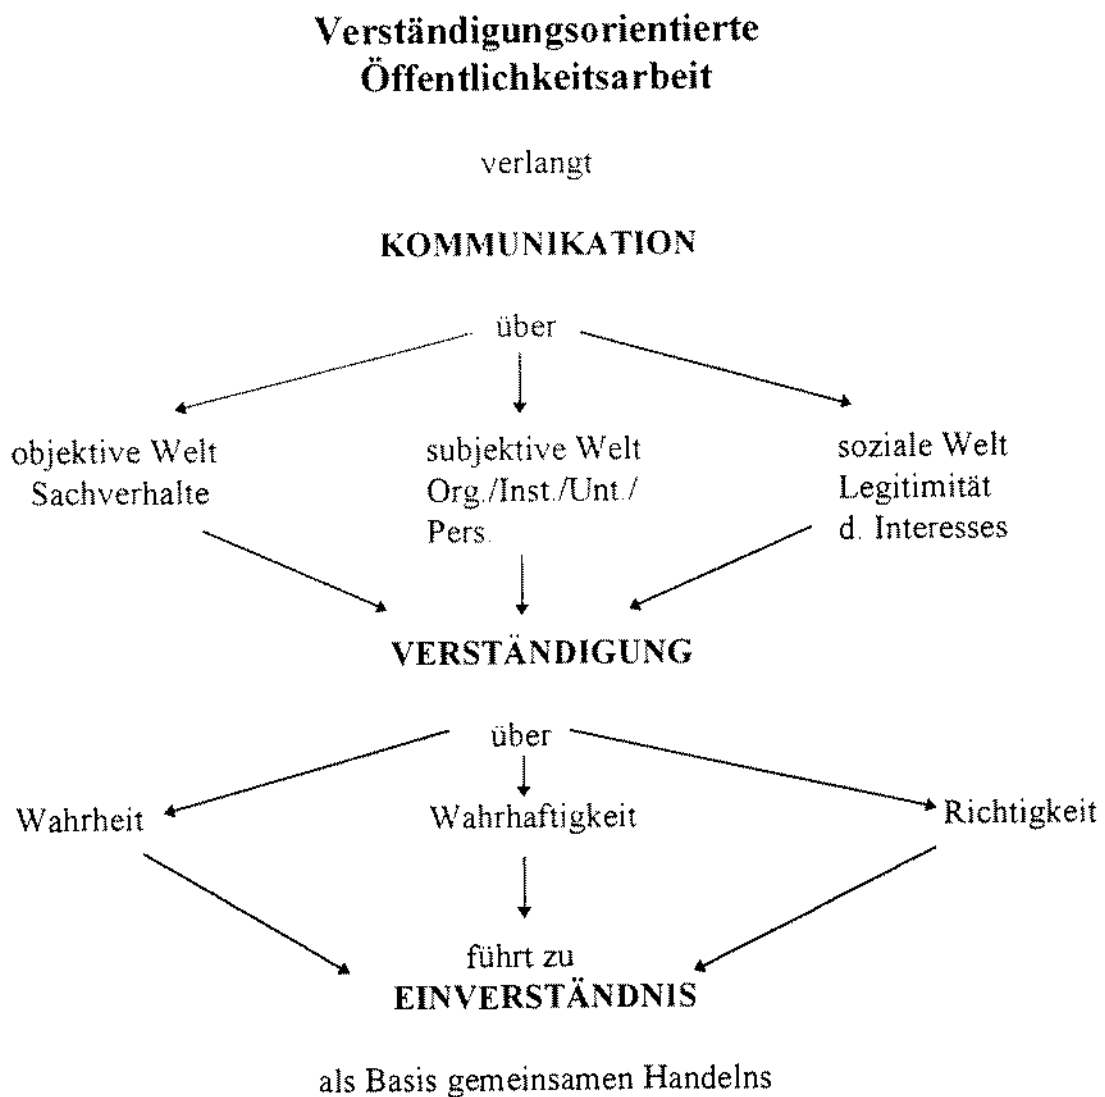 Verständigungsorientierte
Öffentlichkeitsarbeit
verlangt
KOMMUNIKATION
über
objektive Welt
Sachverhalte
subjektive Welt
Org./Inst./Unt./
Pers.
soziale Welt
Legitimität
d. Interesses
VERSTÄNDIGUNG
über
Wahrheit
Wahrhaftigkeit
Richtigkeit
führt zu
EINVERSTÄNDNIS
als Basis gemeinsamen Handelns